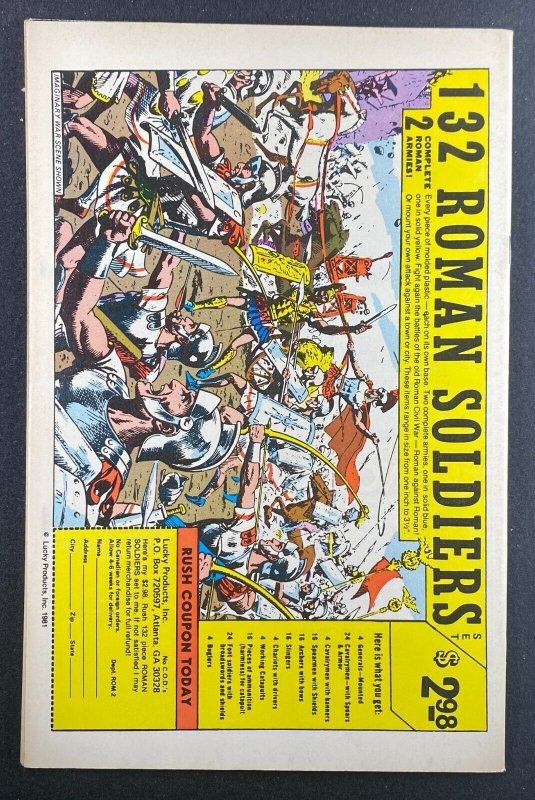 132 ROMAN SOLDIERS
SET $2.98
2 COMPLETE
ROMAN
ARMIES!
Every piece of molded plastic — each on its own base. Two complete armies, one in solid blue,
one in solid yellow. Fight again the battles of the old Roman Civil War — Roman against Roman!
Or mount your own attack against a town or city. These items range in size from one inch to 3½".
IMAGINARY WAR SCENE SHOWN
Here is what you get:
4 Generals—Mounted
24 Cavalrymen—with Spears
& Armor
4 Cavalrymen with banners
16 Spearmen with Shields
16 Archers with bows
16 Slingers
4 Chariots with drivers
4 Working Catapults
16 Pieces of ammunition
(harmless) for catapult
24 Foot soldiers with
broadswords and shields
4 Buglers
RUSH COUPON TODAY
Lucky Products, Inc. No C.O.D.'s
P.O. Box 720597, Atlanta, GA 30328
Here's my $2.98. Rush 132 piece ROMAN
SOLDIERS set to me. If not satisfied I may
return merchandise for full refund!
No Canadian or foreign orders.
Allow 4-6 weeks for delivery. Dept. ROM 2
Name
Address
City Zip State
© Lucky Products, Inc. 1981